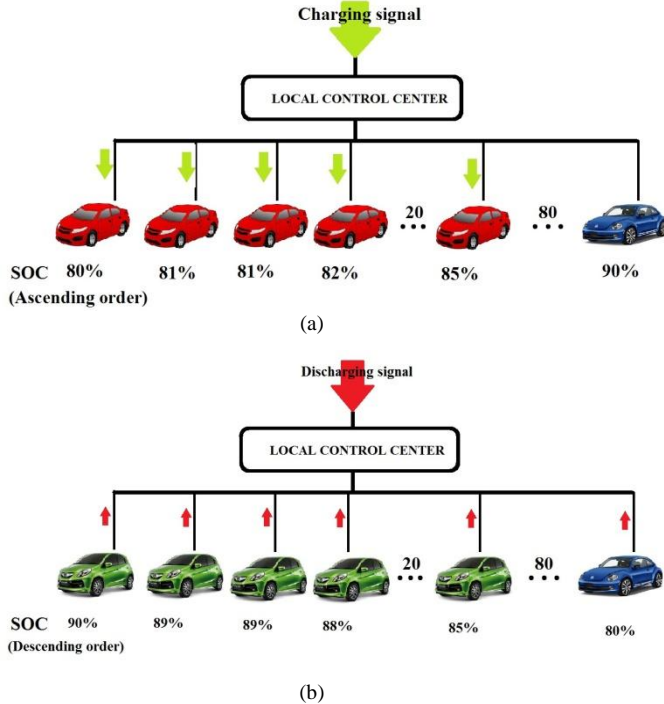 Charging signal
LOCAL CONTROL CENTER
20 80
... ...
SOC 80% 81% 81% 82% 85% 90%
(Ascending order)
(a)
Discharging signal
LOCAL CONTROL CENTER
20 80
... ...
SOC 90% 89% 89% 88% 85% 80%
(Descending order)
(b)